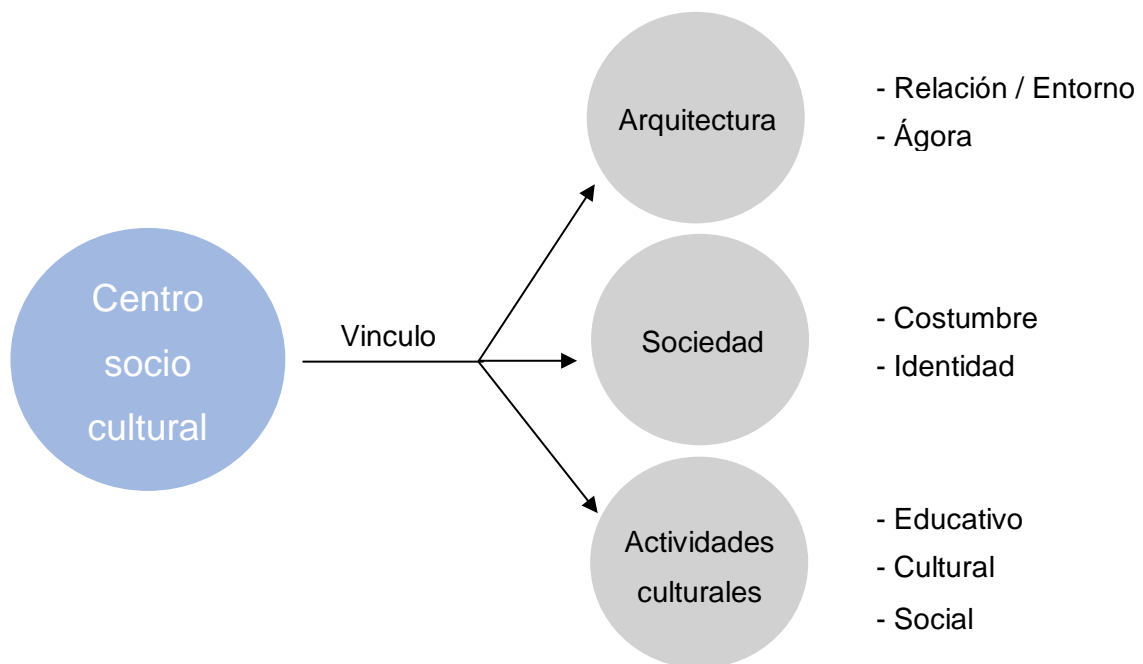 Centro
socio
cultural
Vinculo
Arquitectura
- Relación / Entorno
- Ágora
Sociedad
- Costumbre
- Identidad
Actividades
culturales
- Educativo
- Cultural
- Social